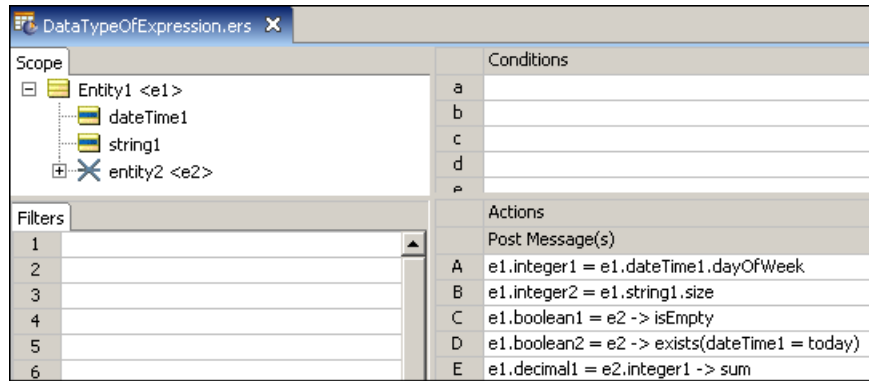 DataTypeOfExpression.ers
Scope
Entity1 <e1>
dateTime1
string1
entity2 <e2>
Conditions
a
b
c
d
e
Filters
1
2
3
4
5
6
Actions
Post Message(s)
A e1.integer1 = e1.dateTime1.dayOfWeek
B e1.integer2 = e1.string1.size
C e1.boolean1 = e2 -> isEmpty
D e1.boolean2 = e2 -> exists(dateTime1 = today)
E e1.decimal1 = e2.integer1 -> sum